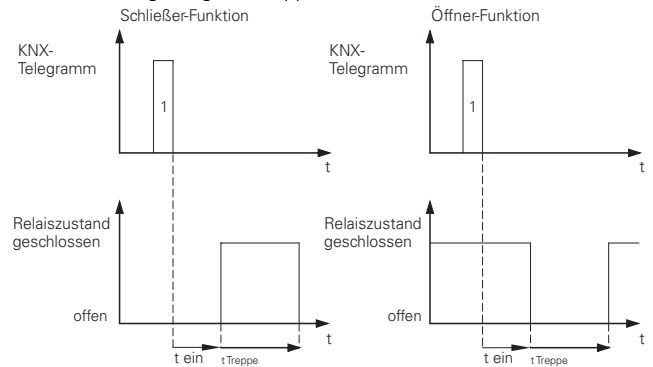 Schließer-Funktion
KNX-
Telegramm
1
t
Relaiszustand
geschlossen
offen
t
t ein
t Treppe
Öffner-Funktion
KNX-
Telegramm
1
t
Relaiszustand
geschlossen
offen
t
t ein
t Treppe